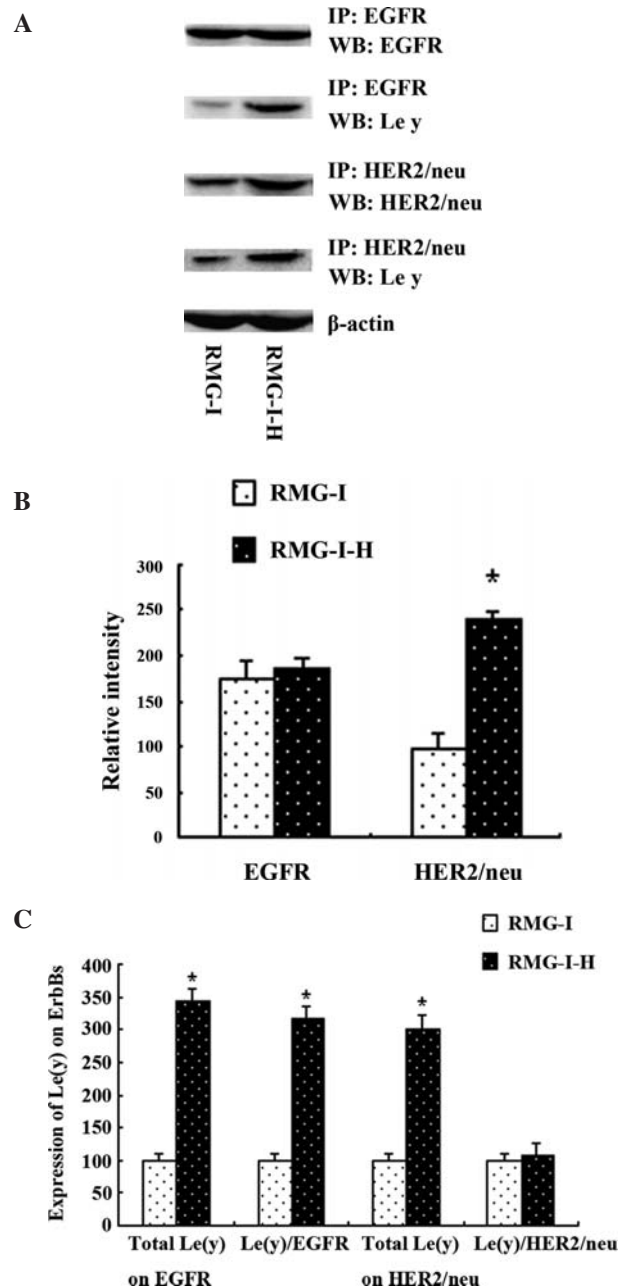 A
IP: EGFR
WB: EGFR
IP: EGFR
WB: Le y
IP: HER2/neu
WB: HER2/neu
IP: HER2/neu
WB: Le y
β-actin
RMG-I
RMG-I-H
B
RMG-I
RMG-I-H
300
250
200
150
100
50
0
Relative intensity
*
EGFR HER2/neu
C
RMG-I
RMG-I-H
400
350
300
250
200
150
100
50
0
Expression of Le(y) on ErbBs
* * *
Total Le(y) Le(y)/EGFR Total Le(y) Le(y)/HER2/neu
on EGFR on HER2/neu